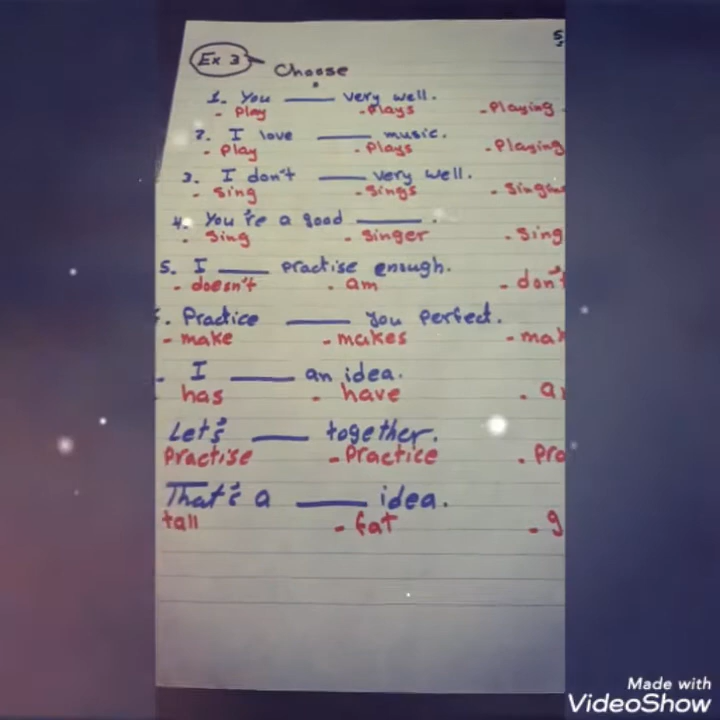 Ex 3
Choose
1. You ____ very well.
- Play - Plays - Playing
2. I love ____ music.
- Play - Plays - Playing
3. I don't ____ very well.
- Sing - Sings
4. You're a good ____ .
- Sing - Singer - Sing
5. I ____ practise enough.
- doesn't - am - don't
. Practice ____ you perfect.
- make - makes - mak
- I ____ an idea.
has - have
Let's ____ together.
Practise - Practice - Pra
That's a ____ idea.
tall - fat - g
Made with
VideoShow